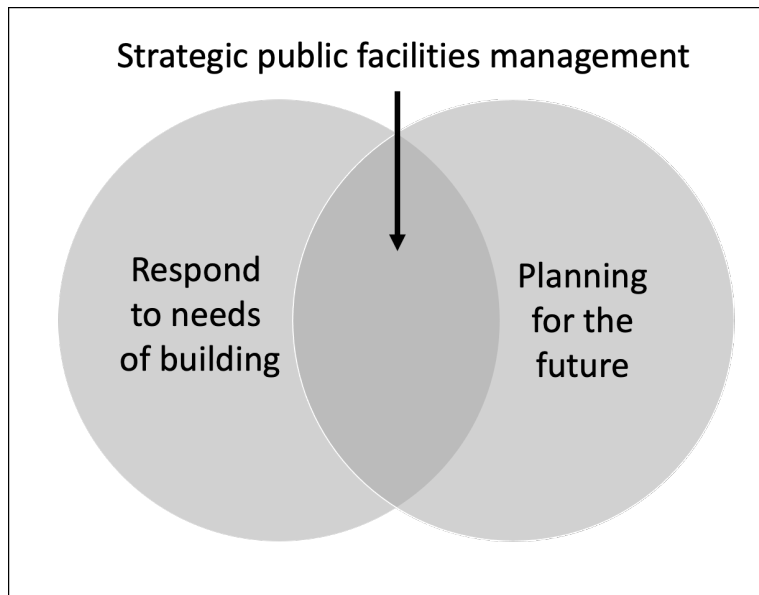 Strategic public facilities management
Respond
to needs
of building
Planning
for the
future